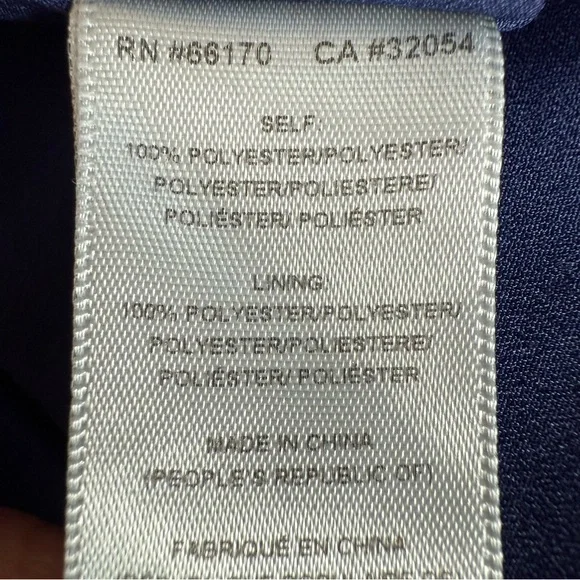 RN #66170 CA #32054
SELF:
100% POLYESTER/POLYESTER/
POLYESTER/POLIESTERE/
POLIÉSTER/ POLIÉSTER
LINING:
100% POLYESTER/POLYESTER/
POLYESTER/POLIESTERE/
POLIÉSTER/ POLIÉSTER
MADE IN CHINA
(PEOPLE'S REPUBLIC OF)
FABRIQUÉ EN CHINA